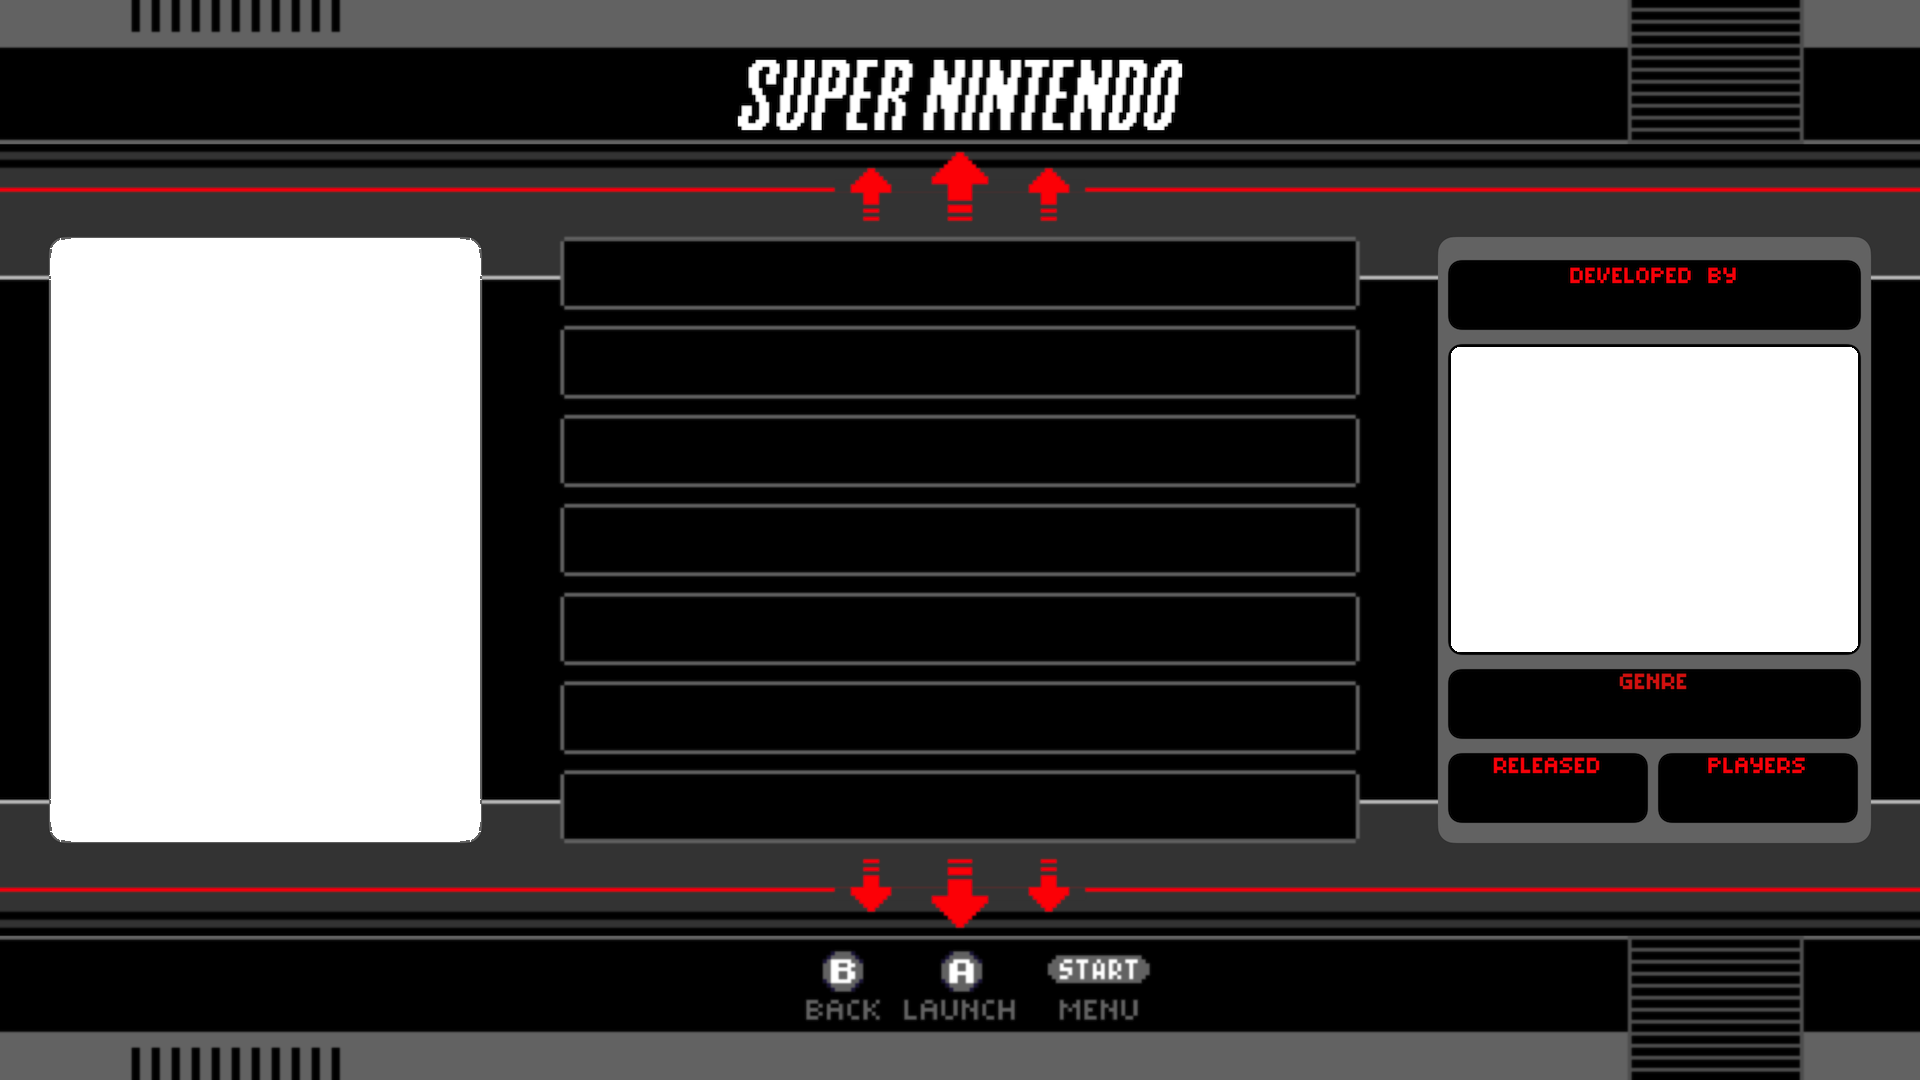 SUPER NINTENDO
DEVELOPED BY
GENRE
RELEASED PLAYERS
B A START
BACK LAUNCH MENU